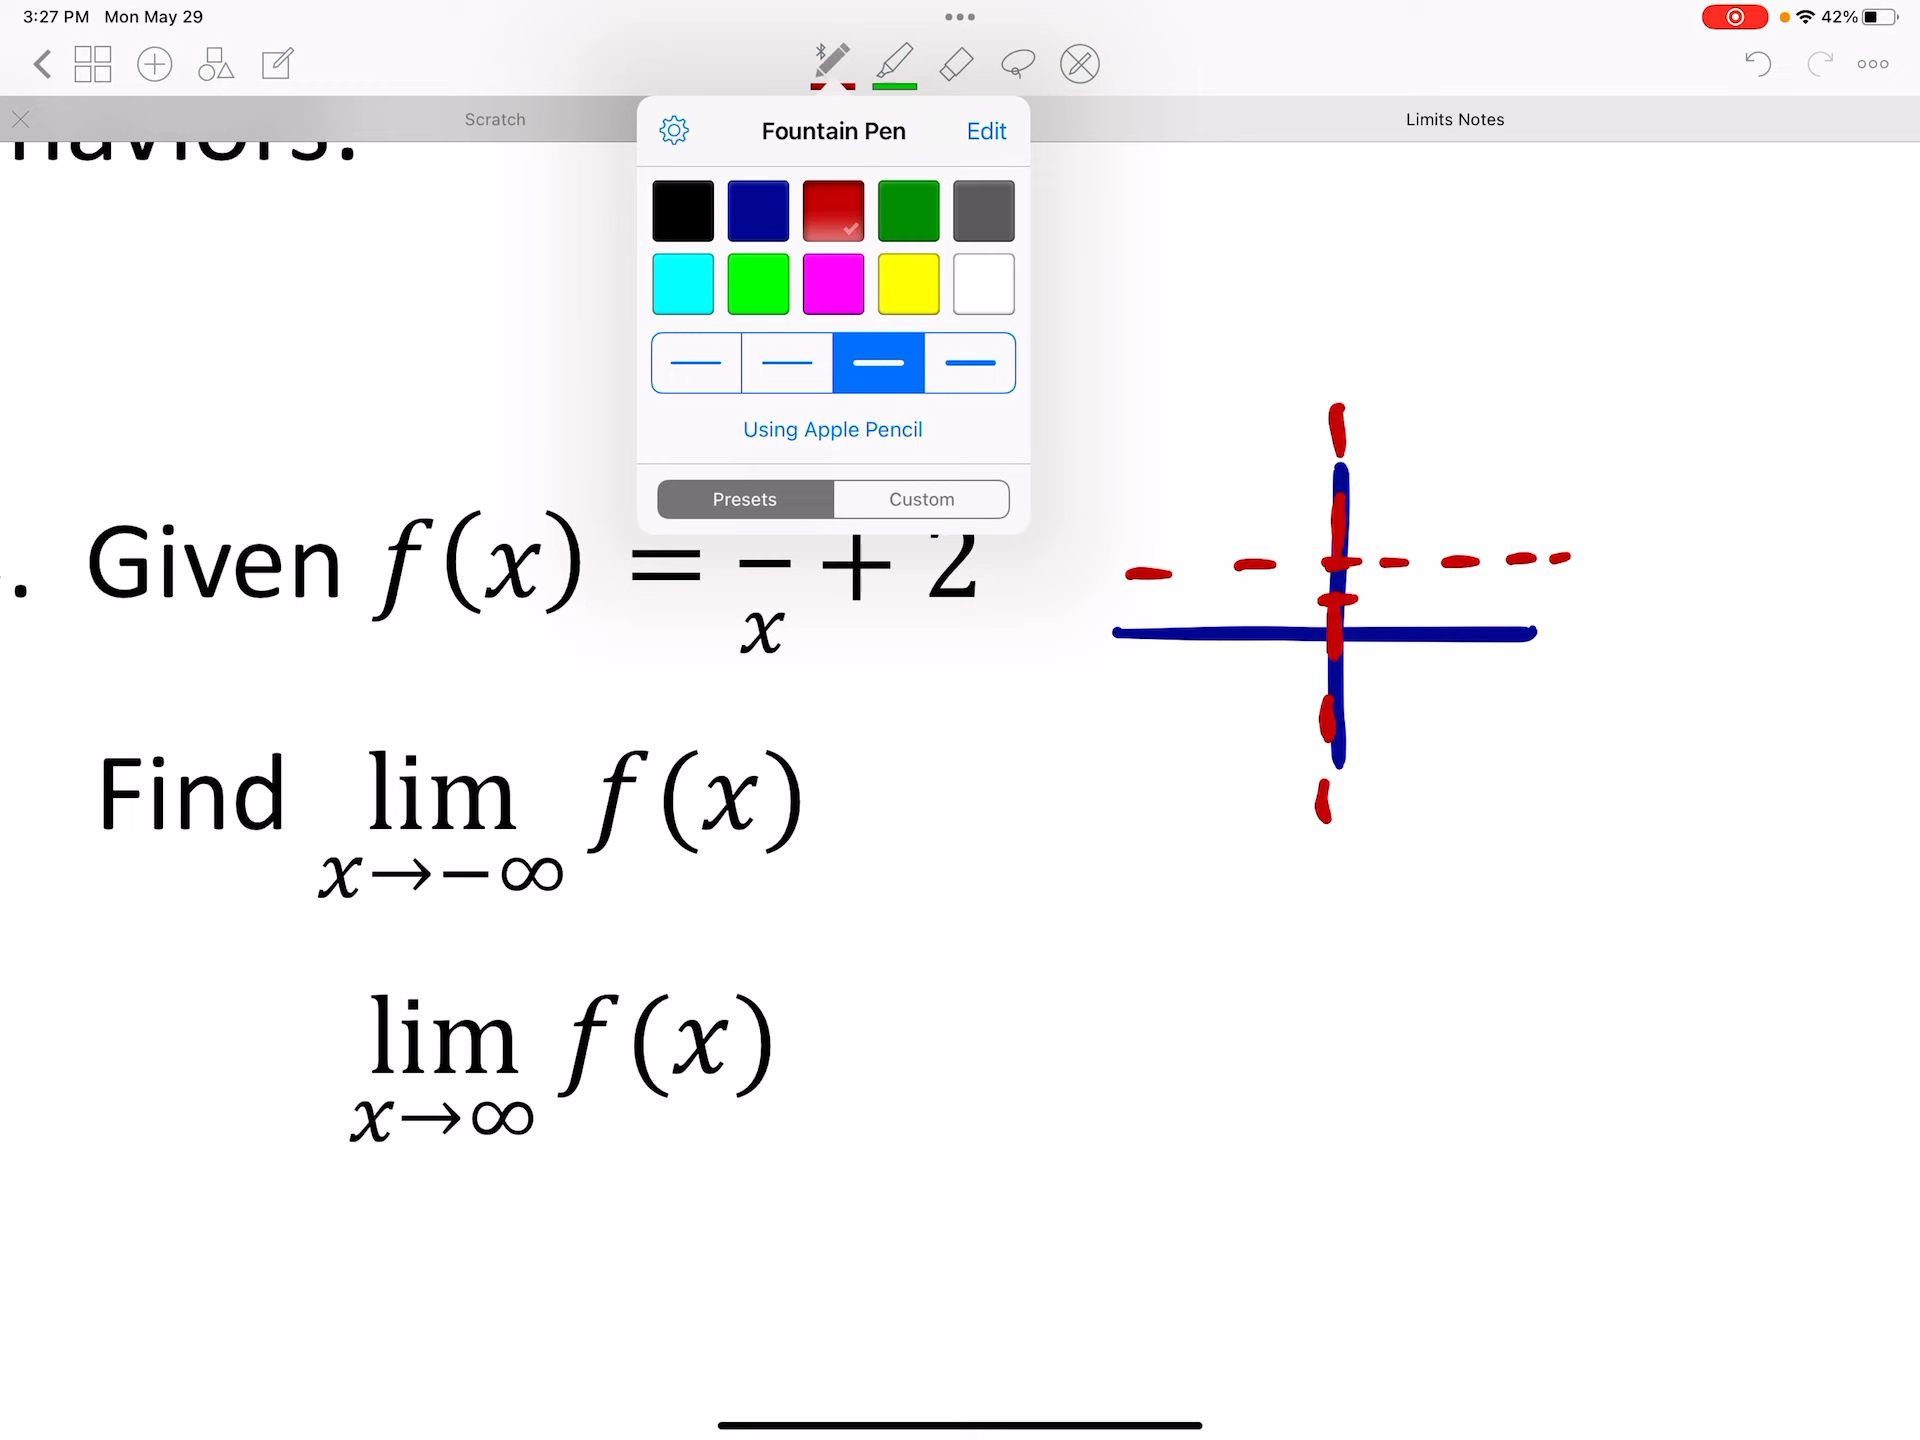 3:27 PM Mon May 29
42%
Scratch
Limits Notes
Fountain Pen
Edit
Using Apple Pencil
Presets
Custom
. Given f(x) = — + 2
x
Find lim f(x)
x→−∞
lim f(x)
x→∞